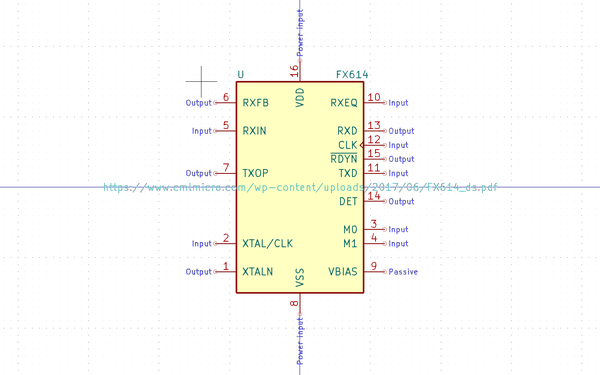 Power input
16
U FX614
VDD
Output 6 RXFB RXEQ 10 Input
Input 5 RXIN RXD 13 Output
CLK 12 Input
RDYN 15 Output
Output 7 TXOP TXD 11 Input
https://www.cmlmicro.com/wp-content/uploads/2017/06/FX614_ds.pdf
DET 14 Output
M0 3 Input
Input 2 XTAL/CLK M1 4 Input
Output 1 XTALN VSS VBIAS 9 Passive
8
Power input